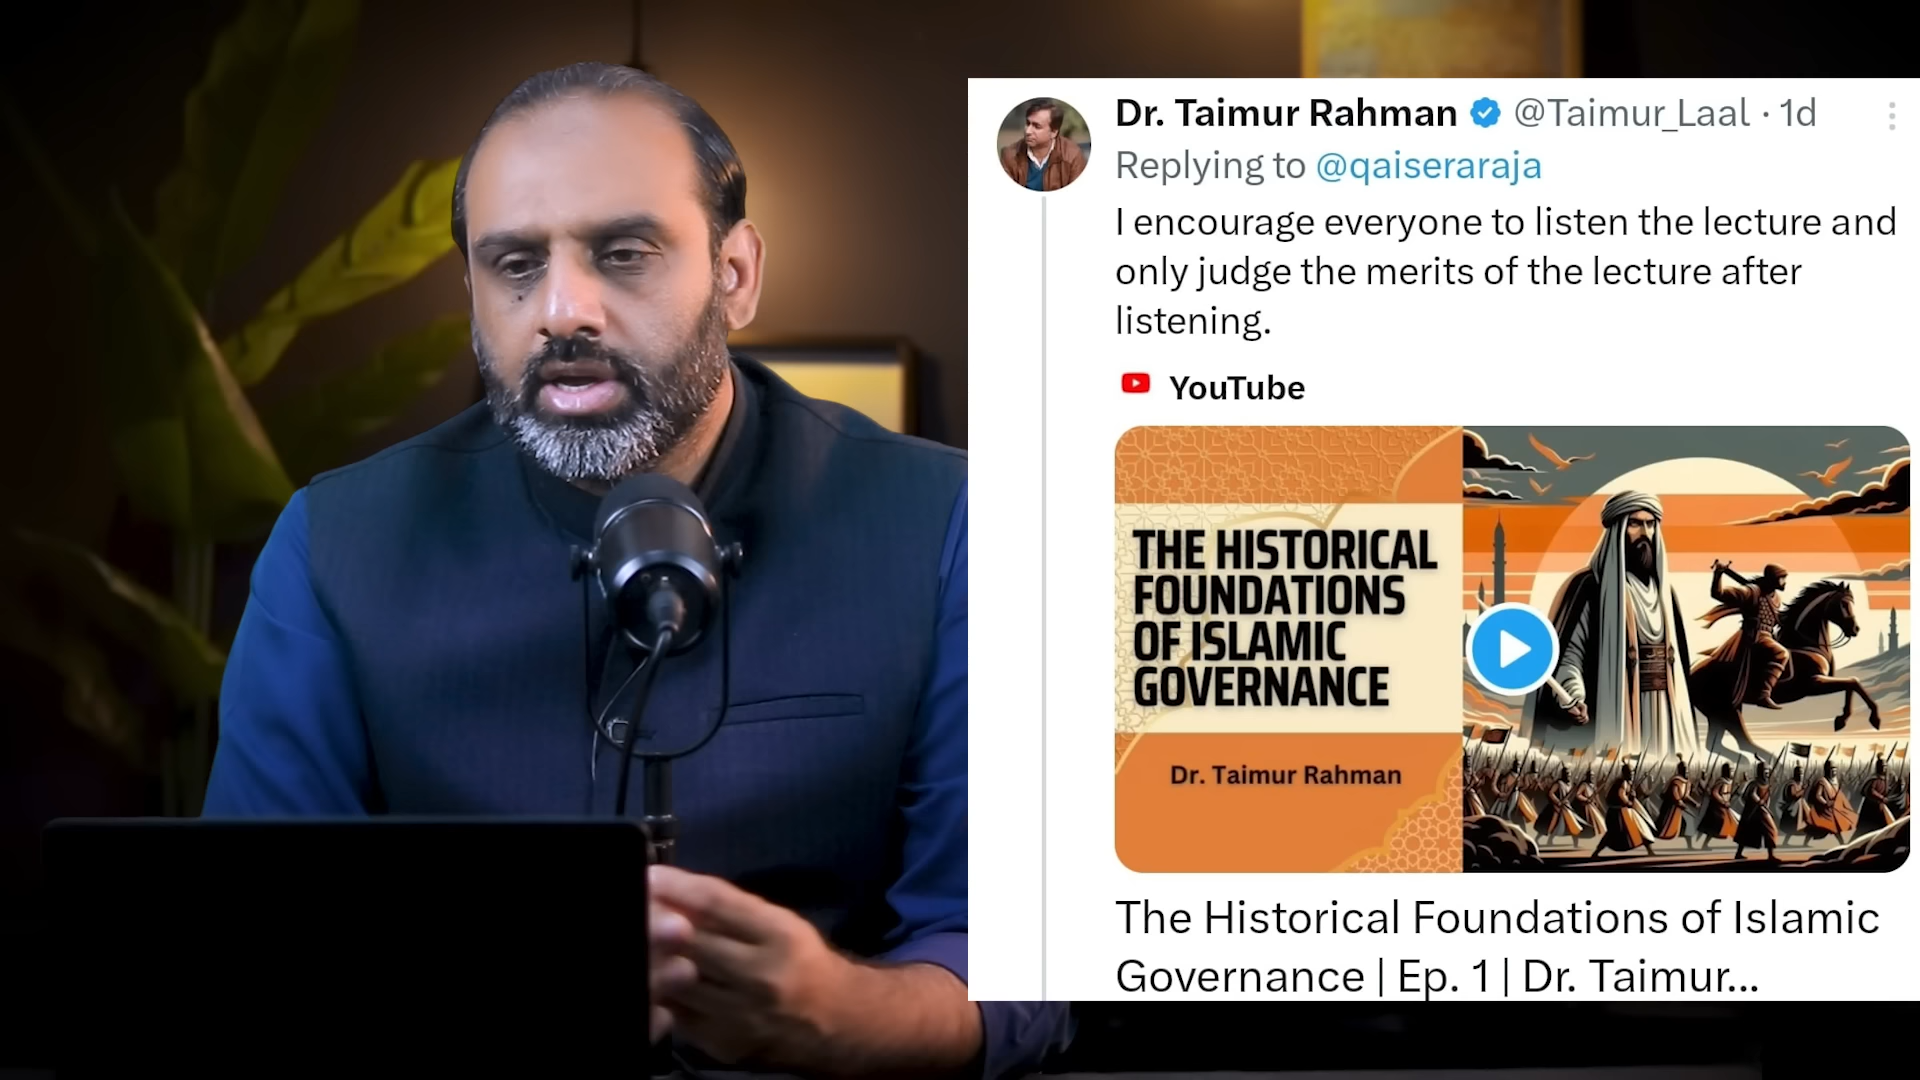 Dr. Taimur Rahman @Taimur_Laal · 1d
Replying to @qaiseraraja
I encourage everyone to listen the lecture and
only judge the merits of the lecture after
listening.
YouTube
THE HISTORICAL
FOUNDATIONS
OF ISLAMIC
GOVERNANCE
Dr. Taimur Rahman
The Historical Foundations of Islamic
Governance | Ep. 1 | Dr. Taimur...